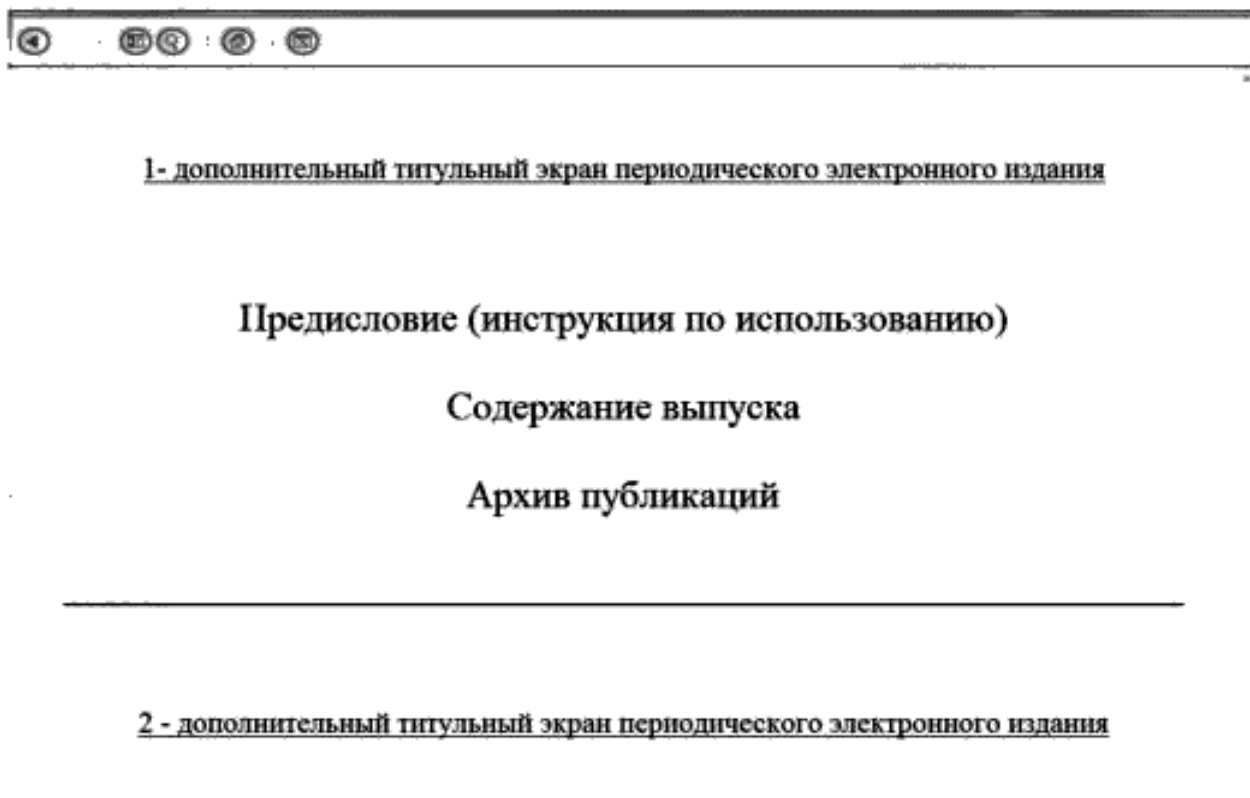 1- дополнительный титульный экран периодического электронного издания
Предисловие (инструкция по использованию)
Содержание выпуска
Архив публикаций
2 - дополнительный титульный экран периодического электронного издания